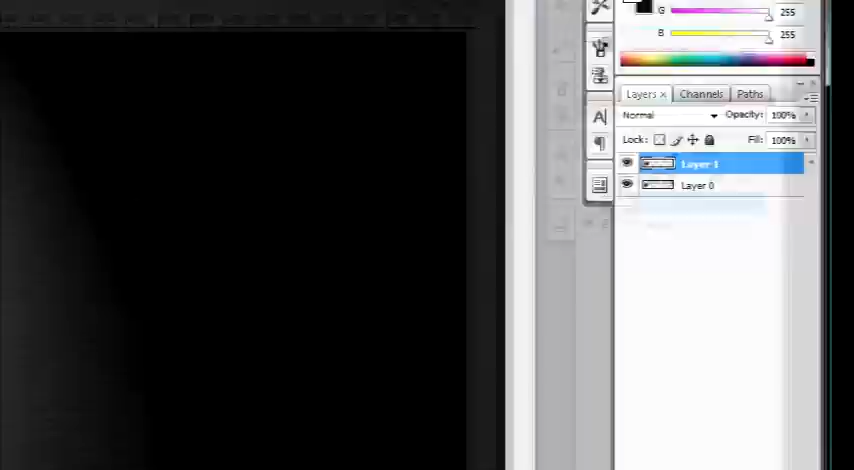 G 255
B 255
Layers × Channels Paths
Normal Opacity: 100%
Lock: Fill: 100%
Layer 1
Layer 0